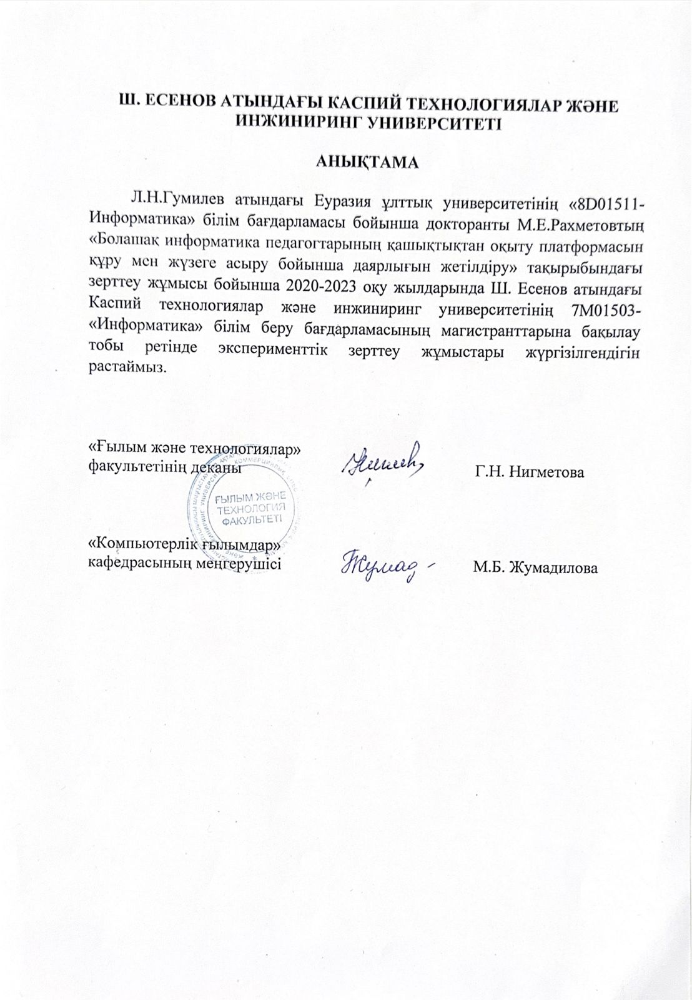 Ш. ЕСЕНОВ АТЫНДАҒЫ КАСПИЙ ТЕХНОЛОГИЯЛАР ЖӘНЕ
ИНЖИНИРИНГ УНИВЕРСИТЕТІ
АНЫҚТАМА
Л.Н.Гумилев атындағы Еуразия ұлттық университетінің «8D01511-
Информатика» білім бағдарламасы бойынша докторанты М.Е.Рахметовтың
«Болашақ информатика педагогтарының қашықтықтан оқыту платформасын
құру мен жүзеге асыру бойынша даярлығын жетілдіру» тақырыбындағы
зерттеу жұмысы бойынша 2020-2023 оқу жылдарында Ш. Есенов атындағы
Каспий технологиялар және инжиниринг университетінің 7М01503-
«Информатика» білім беру бағдарламасының магистранттарына бақылау
тобы ретінде эксперименттік зерттеу жұмыстары жүргізілгендігін
растаймыз.
«Ғылым және технологиялар»
факультетінің деканы
Г.Н. Нигметова
ҒЫЛЫМ ЖӘНЕ
ТЕХНОЛОГИЯ
ФАКУЛЬТЕТІ
«Компьютерлік ғылымдар»
кафедрасының меңгерушісі
М.Б. Жумадилова